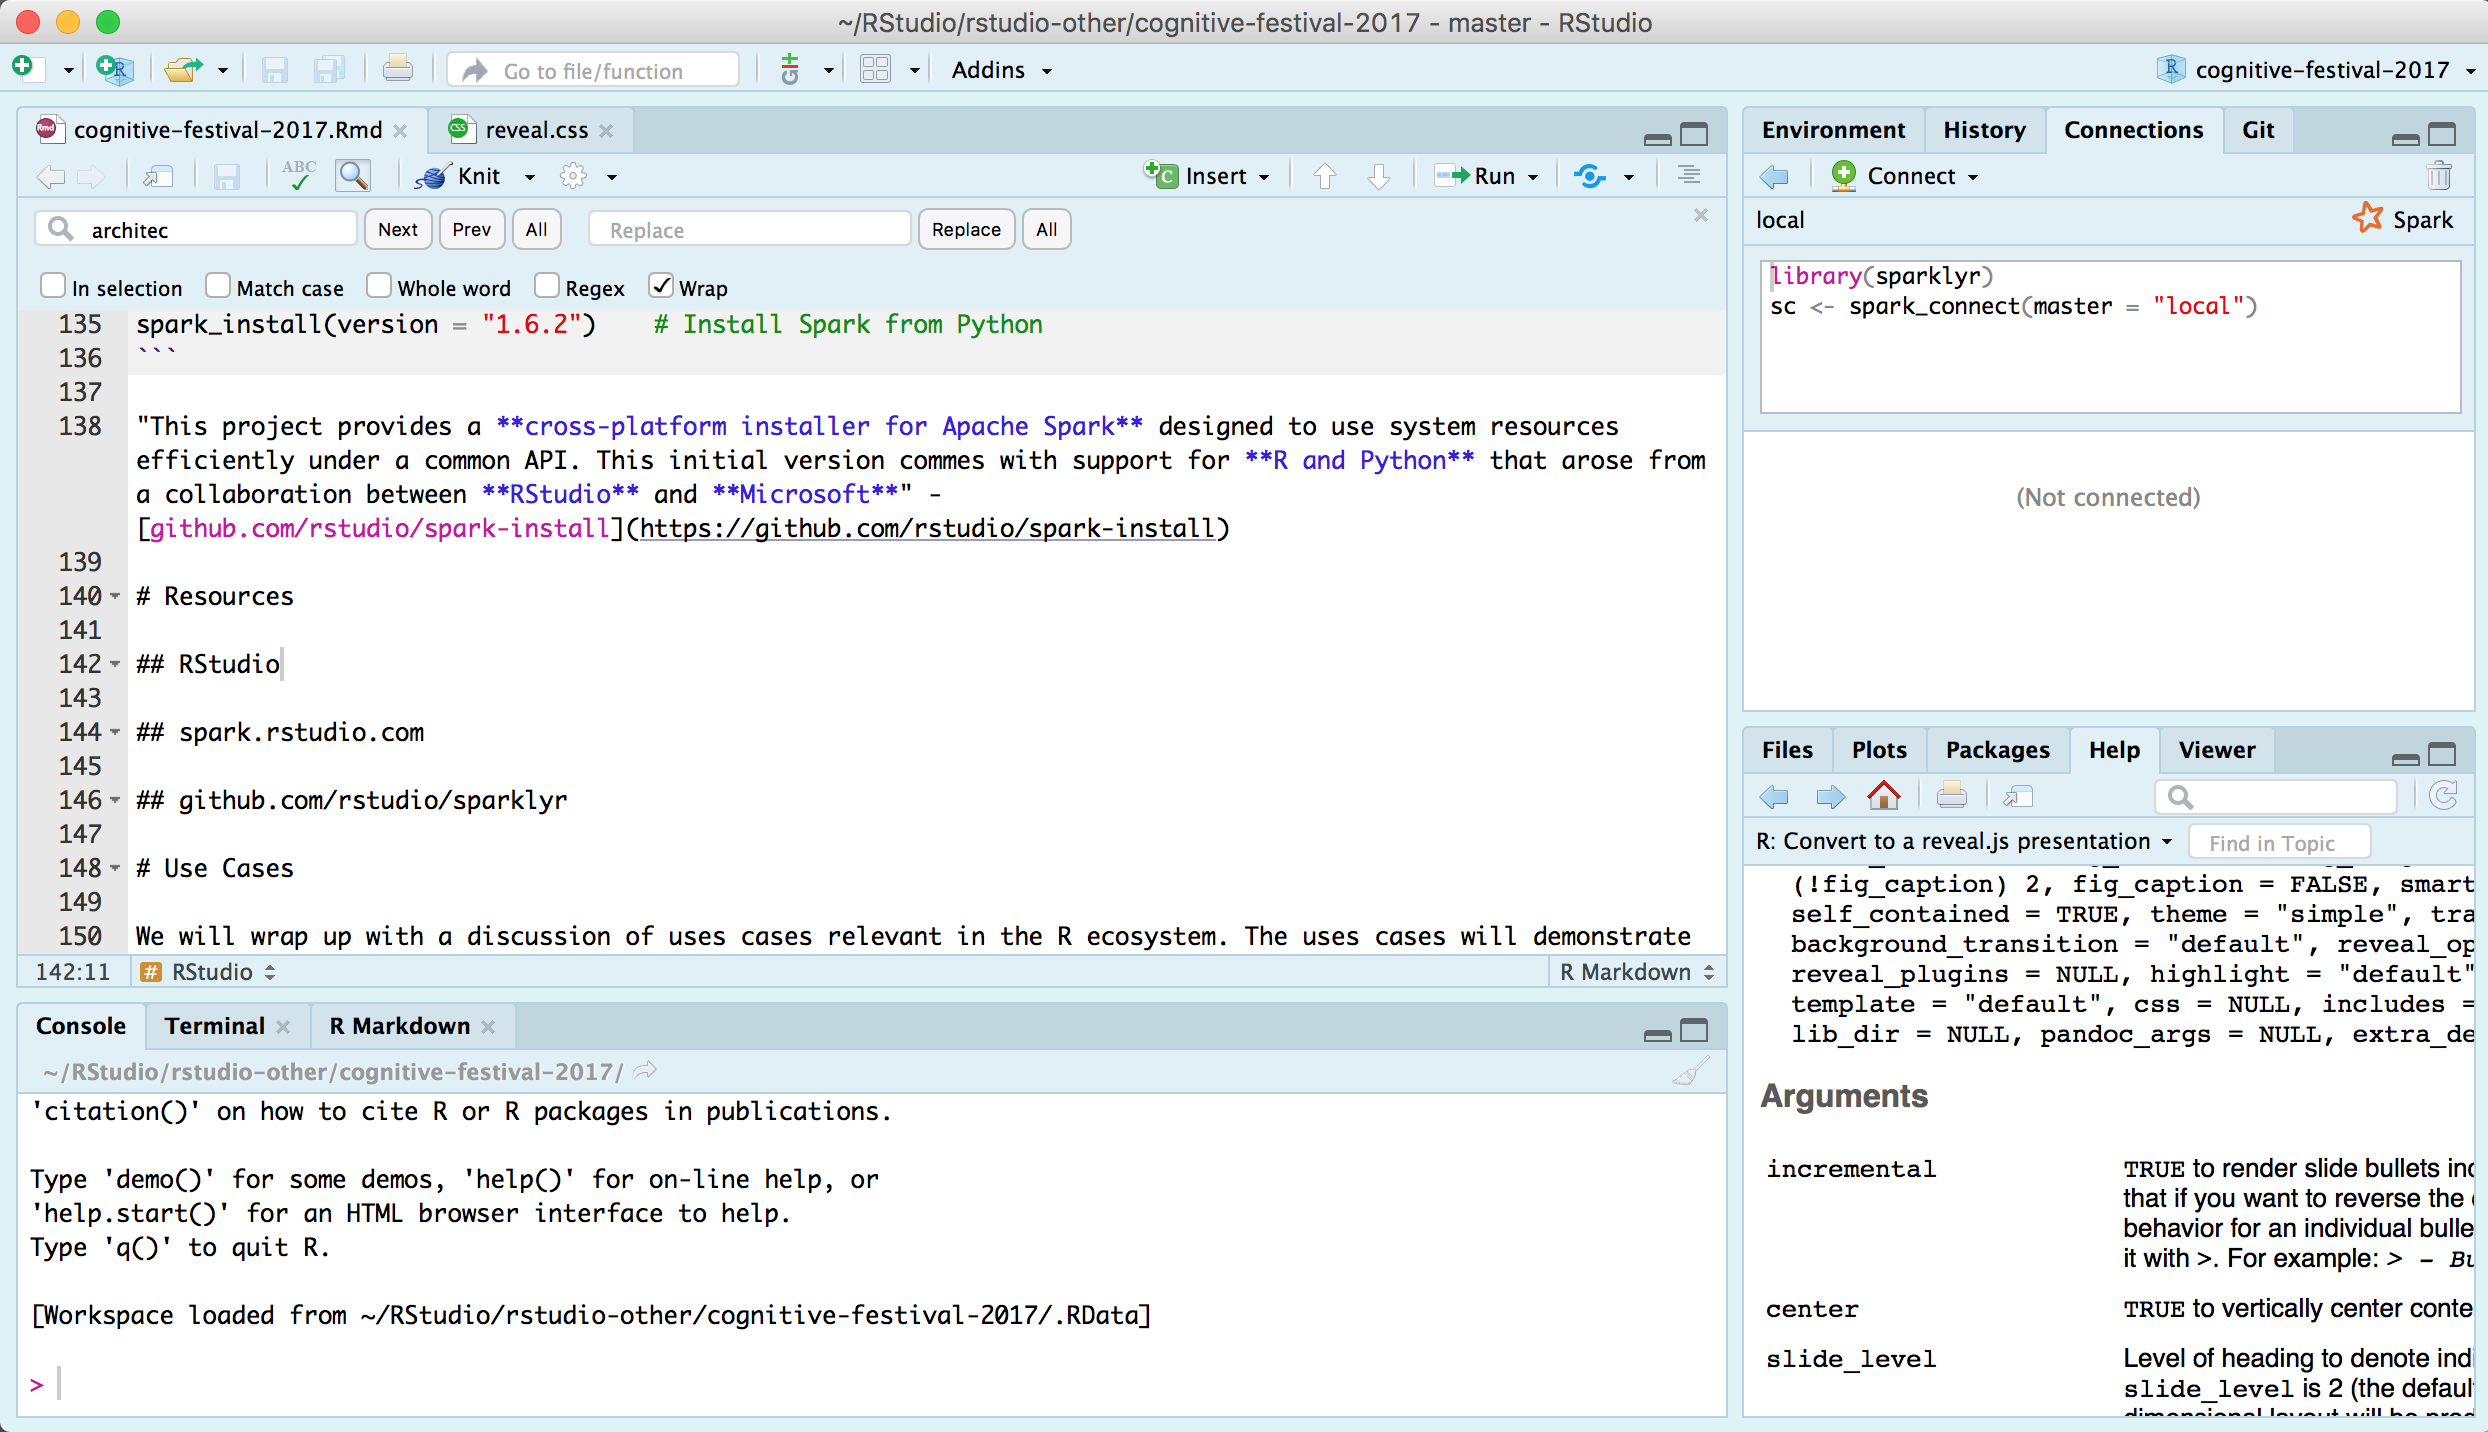 ~/RStudio/rstudio-other/cognitive-festival-2017 - master - RStudio
Go to file/function
Addins
cognitive-festival-2017
cognitive-festival-2017.Rmd
reveal.css
ABC
Knit
Insert
Run
architec
Next
Prev
All
Replace
Replace
All
In selection
Match case
Whole word
Regex
Wrap
135 spark_install(version = "1.6.2")    # Install Spark from Python
136 ```
137
138 "This project provides a **cross-platform installer for Apache Spark** designed to use system resources
efficiently under a common API. This initial version commes with support for **R and Python** that arose from
a collaboration between **RStudio** and **Microsoft**" -
[github.com/rstudio/spark-install](https://github.com/rstudio/spark-install)
139
140 # Resources
141
142 ## RStudio
143
144 ## spark.rstudio.com
145
146 ## github.com/rstudio/sparklyr
147
148 # Use Cases
149
150 We will wrap up with a discussion of uses cases relevant in the R ecosystem. The uses cases will demonstrate
142:11
# RStudio
R Markdown
Console
Terminal
R Markdown
~/RStudio/rstudio-other/cognitive-festival-2017/
'citation()' on how to cite R or R packages in publications.
Type 'demo()' for some demos, 'help()' for on-line help, or
'help.start()' for an HTML browser interface to help.
Type 'q()' to quit R.
[Workspace loaded from ~/RStudio/rstudio-other/cognitive-festival-2017/.RData]
>
Environment
History
Connections
Git
Connect
local
Spark
library(sparklyr)
sc <- spark_connect(master = "local")
(Not connected)
Files
Plots
Packages
Help
Viewer
R: Convert to a reveal.js presentation
Find in Topic
(!fig_caption) 2, fig_caption = FALSE, smart
self_contained = TRUE, theme = "simple", tra
background_transition = "default", reveal_op
reveal_plugins = NULL, highlight = "default"
template = "default", css = NULL, includes =
lib_dir = NULL, pandoc_args = NULL, extra_de
Arguments
incremental
TRUE to render slide bullets inc
that if you want to reverse the
behavior for an individual bulle
it with >. For example: > - Bu
center
TRUE to vertically center conte
slide_level
Level of heading to denote indi
slide_level is 2 (the defaul